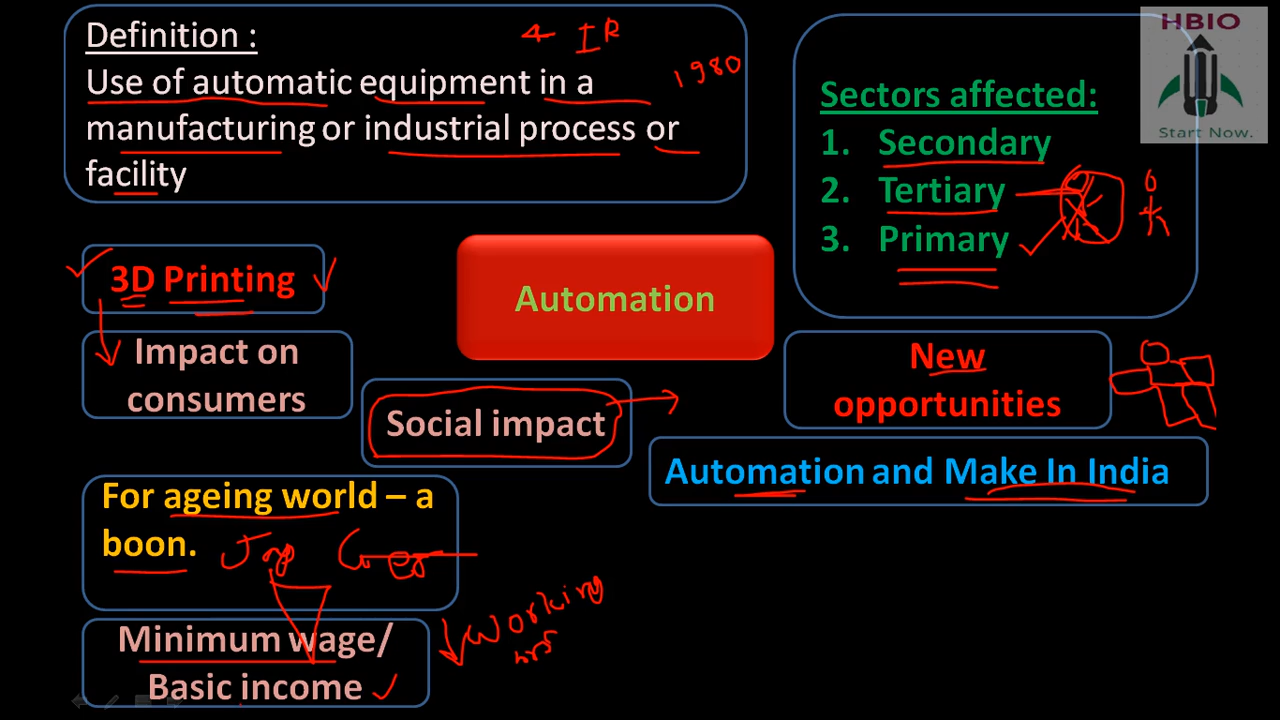 Definition :
Use of automatic equipment in a
manufacturing or industrial process or
facility
IR
1980
HBIO
Start Now.
Sectors affected:
1. Secondary
2. Tertiary
3. Primary
3D Printing
Automation
Impact on
consumers
New
opportunities
Social impact
Automation and Make In India
For ageing world – a
boon.
Jap Ger
Minimum wage/
Basic income
Working
hrs